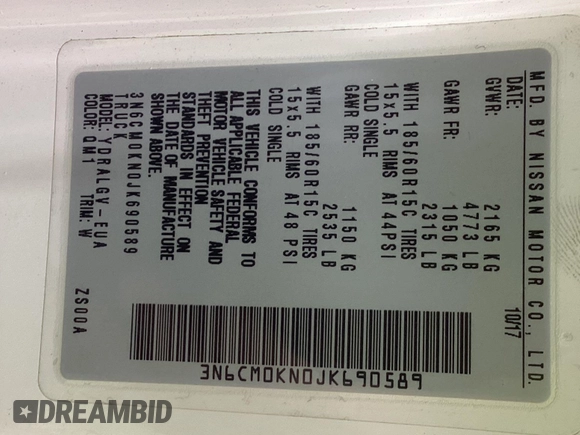 MFD. BY NISSAN MOTOR CO., LTD.
DATE: 10/17
GVWR: 2165 KG
4773 LB
GAWR FR: 1050 KG
2315 LB
WITH 185/60R15C TIRES
15x5.5 RIMS AT 44PSI
COLD SINGLE
GAWR RR: 1150 KG
2535 LB
WITH 185/60R15C TIRES
15x5.5 RIMS AT 48 PSI
COLD SINGLE
THIS VEHICLE CONFORMS TO
ALL APPLICABLE FEDERAL
MOTOR VEHICLE SAFETY AND
THEFT PREVENTION
STANDARDS IN EFFECT ON
THE DATE OF MANUFACTURE
SHOWN ABOVE.
3N6CM0KN0JK690589
TRUCK
MODEL: YDRALGV-EUA
COLOR: QM1 TRIM: W
ZS00A
3N6CM0KN0JK690589
DREAMBID